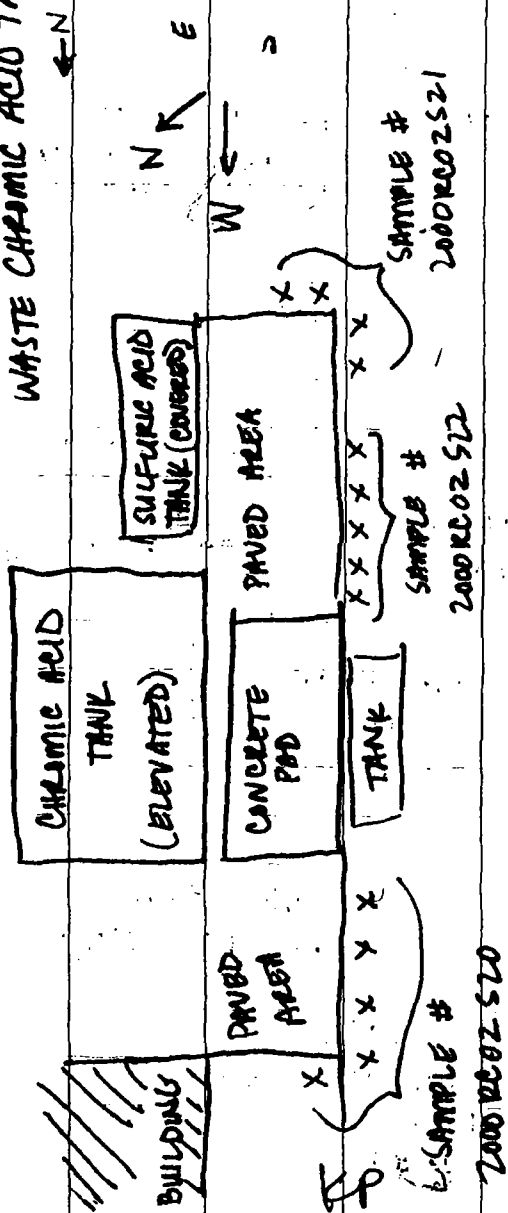 WASTE CHROMIC ACID TA
← N
E
N
W ←
CHROMIC ACID
TANK
(ELEVATED)
SULFURIC ACID
TANK (COVERED)
BUILDING
PAVED
AREA
CONCRETE
PAD
PAVED AREA
X
X X X X
TANK
X X X X X
X X
X X
SAMPLE #
2000RC02S20
SAMPLE #
2000RC02S22
SAMPLE #
2000RC02S21